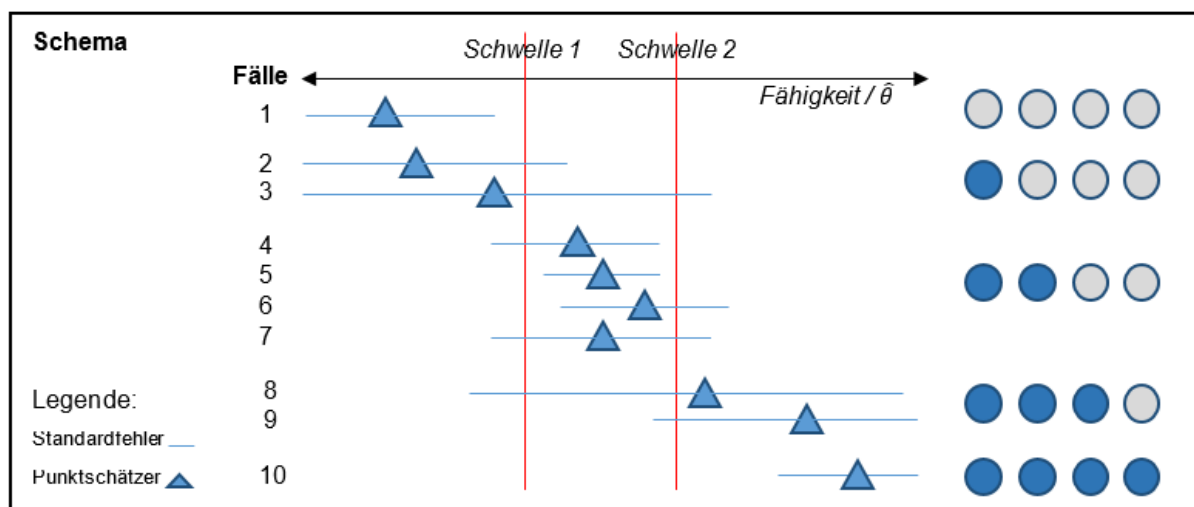 Schema
Schwelle 1 Schwelle 2
Fälle
Fähigkeit / θ̂
1
2
3
4
5
6
7
8
9
10
Legende:
Standardfehler
Punktschätzer